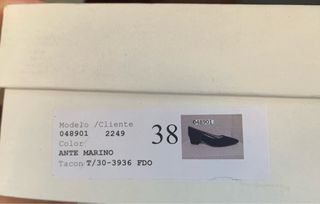 Modelo /Cliente
048901 2249
Color
ANTE MARINO
Tacon T/30-3936 FDO
38
048901